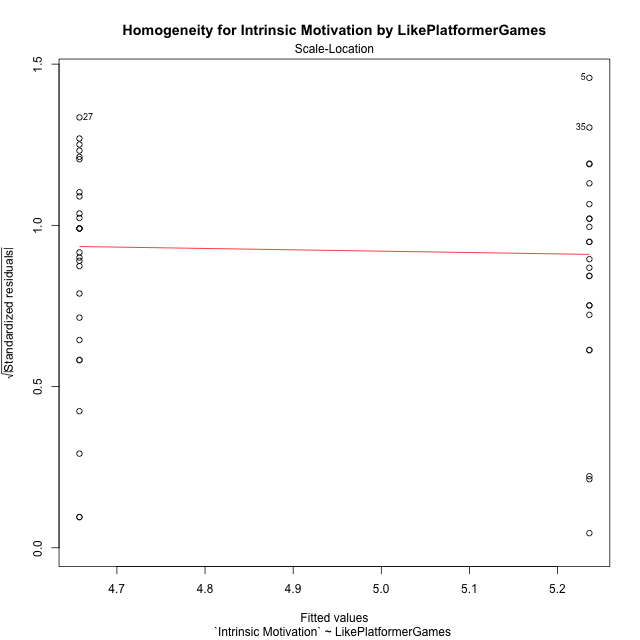 Homogeneity for Intrinsic Motivation by LikePlatformerGames
Scale-Location
1.5
1.0
0.5
0.0
√|Standardized residuals|
27
5
35
4.7 4.8 4.9 5.0 5.1 5.2
Fitted values
`Intrinsic Motivation` ~ LikePlatformerGames